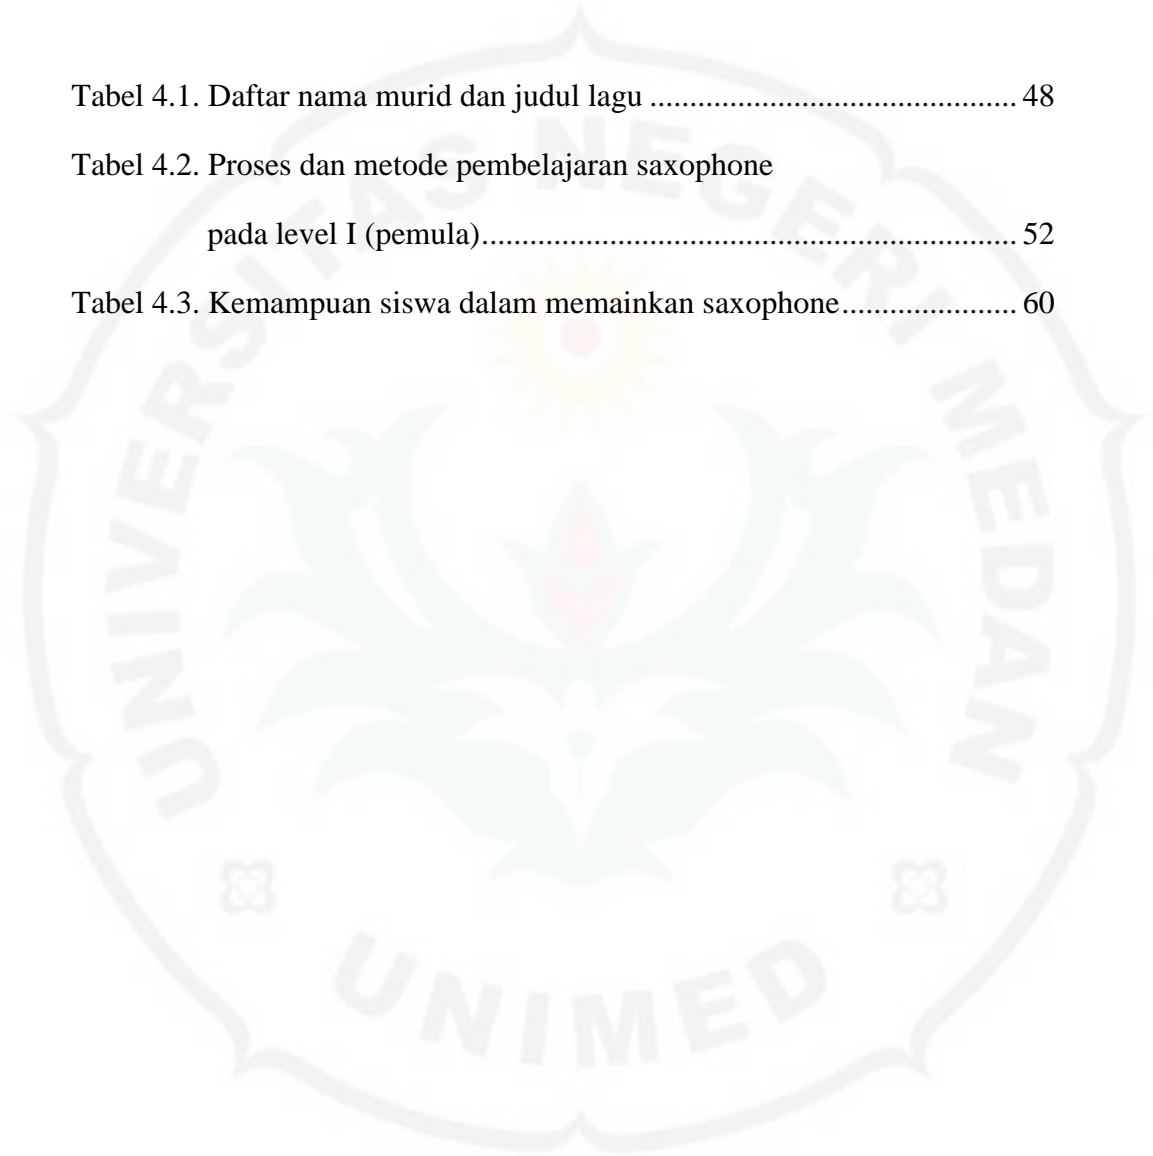 Tabel 4.1. Daftar nama murid dan judul lagu .............................................. 48
Tabel 4.2. Proses dan metode pembelajaran saxophone
pada level I (pemula)................................................................... 52
Tabel 4.3. Kemampuan siswa dalam memainkan saxophone...................... 60
UNIVERSITAS NEGERI MEDAN
UNIMED